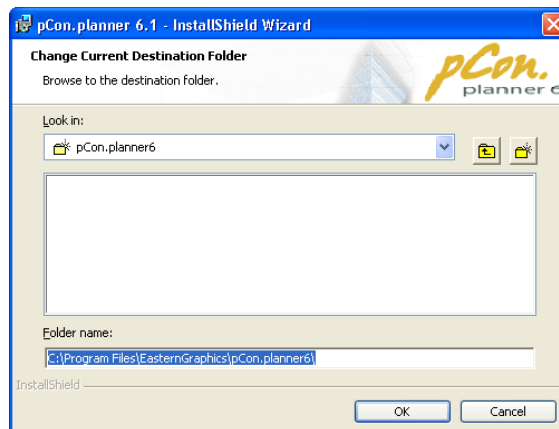 pCon.planner 6.1 - InstallShield Wizard
Change Current Destination Folder
Browse to the destination folder.
pCon.
planner 6
Look in:
pCon.planner6
Folder name:
C:\Program Files\EasternGraphics\pCon.planner6\
InstallShield
OK
Cancel